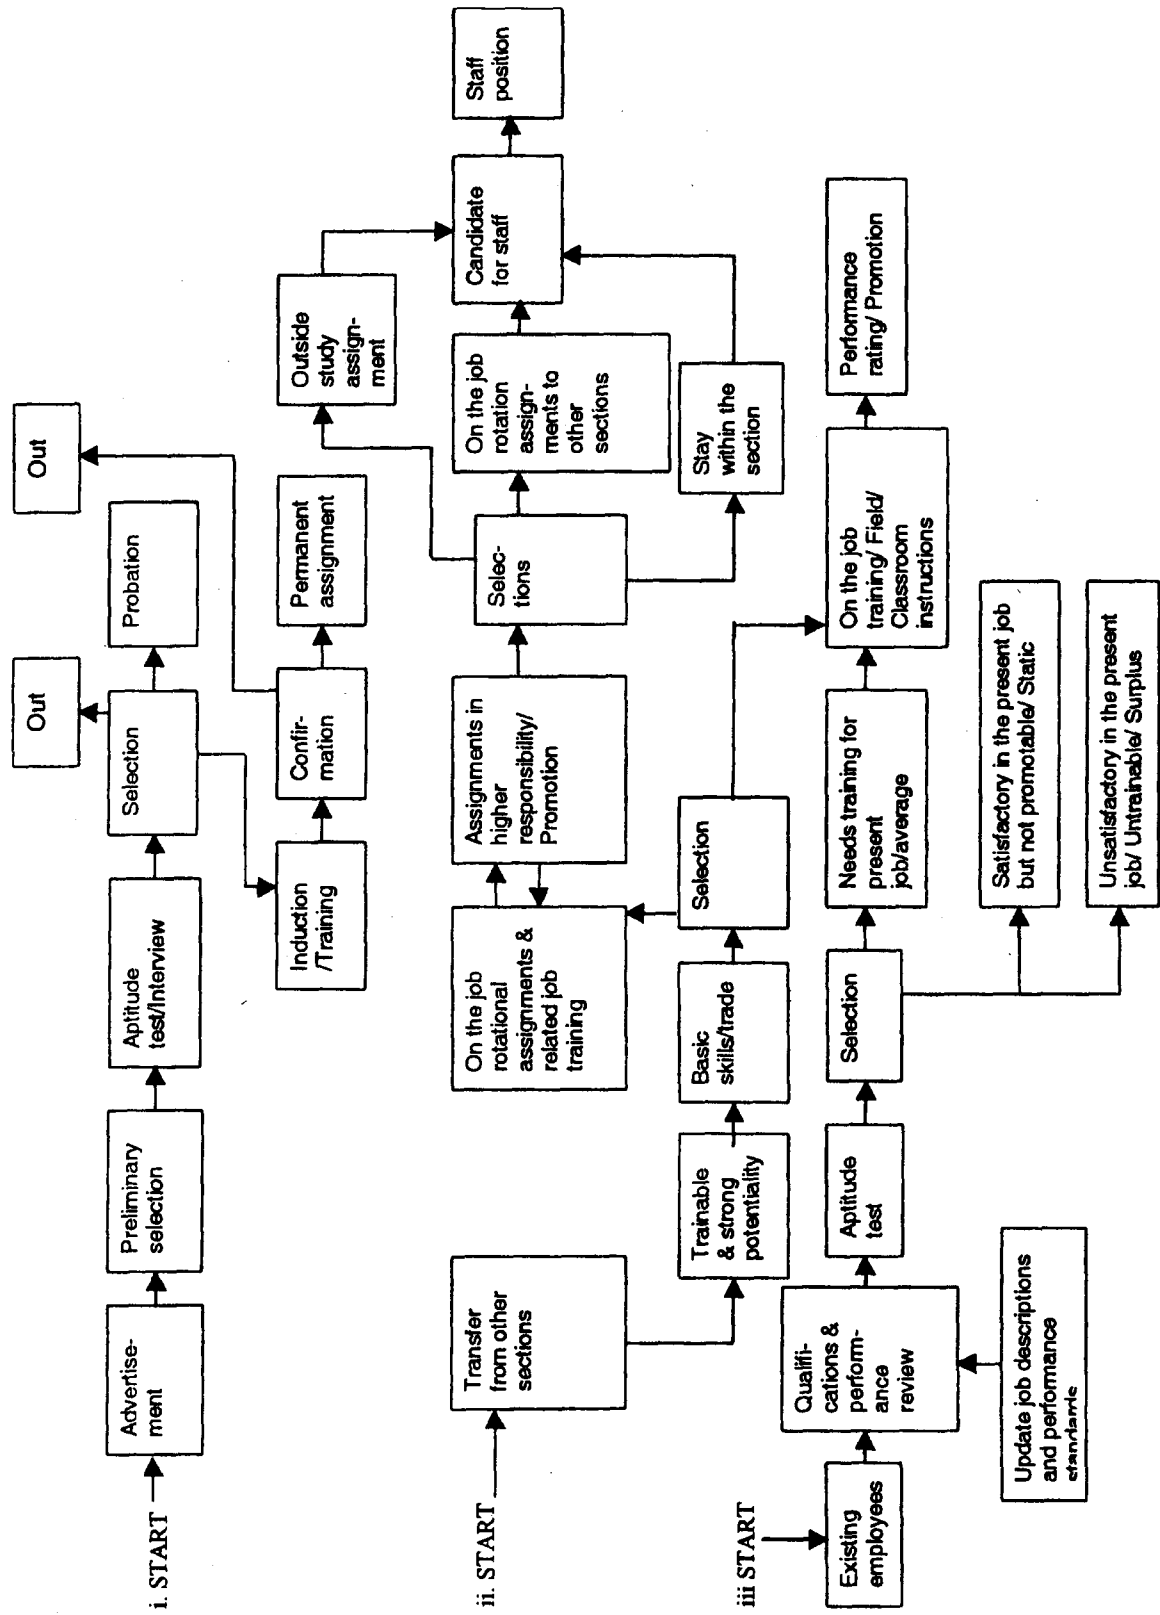 i. START
Advertise-
ment
Preliminary
selection
Aptitude
test/Interview
Selection
Out
Probation
Out
Induction
/Training
Confir-
mation
Permanent
assignment
ii. START
Transfer
from other
sections
On the job
rotational
assignments &
related job
training
Assignments in
higher
responsibility/
Promotion
Selec-
tions
Outside
study
assign-
ment
On the job
rotation
assign-
ments to
other
sections
Stay
within the
section
Candidate
for staff
Staff
position
Trainable
& strong
potentiality
Basic
skills/trade
Selection
iii START
Existing
employees
Qualifi-
cations &
perform-
ance
review
Update job descriptions
and performance
standards
Aptitude
test
Selection
Needs training for
present
job/average
On the job
training/ Field/
Classroom
instructions
Performance
rating/ Promotion
Satisfactory in the present job
but not promotable/ Static
Unsatisfactory in the present
job/ Untrainable/ Surplus